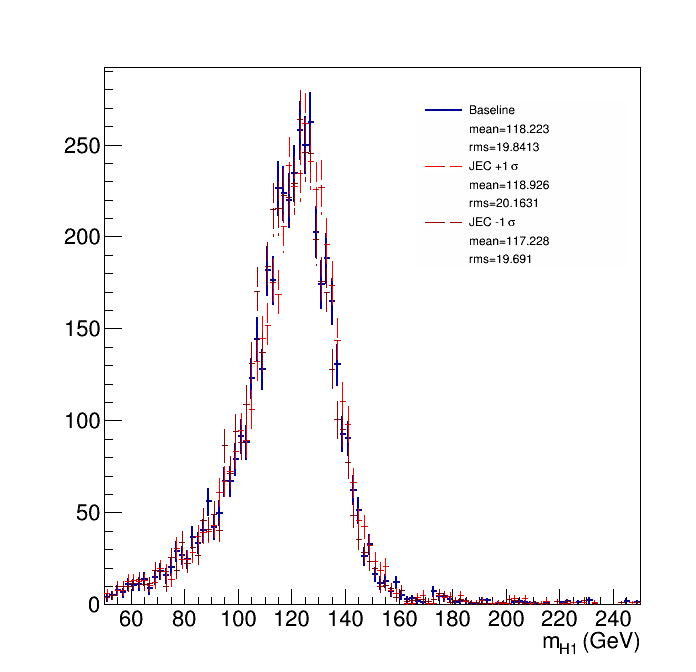 250
200
150
100
50
0
Baseline
mean=118.223
rms=19.8413
JEC +1 σ
mean=118.926
rms=20.1631
JEC -1 σ
mean=117.228
rms=19.691
60 80 100 120 140 160 180 200 220 240
m_H1 (GeV)